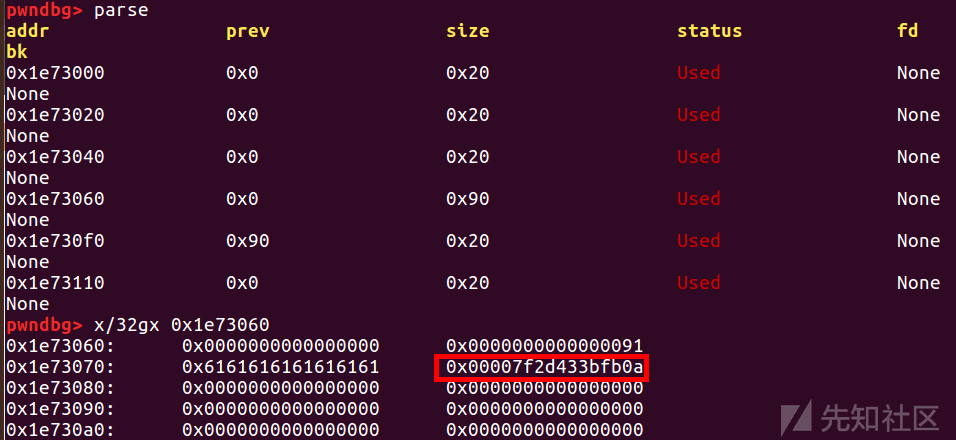 pwndbg> parse
addr prev size status fd
bk
0x1e73000 0x0 0x20 Used None
None
0x1e73020 0x0 0x20 Used None
None
0x1e73040 0x0 0x20 Used None
None
0x1e73060 0x0 0x90 Used None
None
0x1e730f0 0x90 0x20 Used None
None
0x1e73110 0x0 0x20 Used None
None
pwndbg> x/32gx 0x1e73060
0x1e73060: 0x0000000000000000 0x0000000000000091
0x1e73070: 0x6161616161616161 0x00007f2d433bfb0a
0x1e73080: 0x0000000000000000 0x0000000000000000
0x1e73090: 0x0000000000000000 0x0000000000000000
0x1e730a0: 0x0000000000000000 0x0000000000000000
先知社区